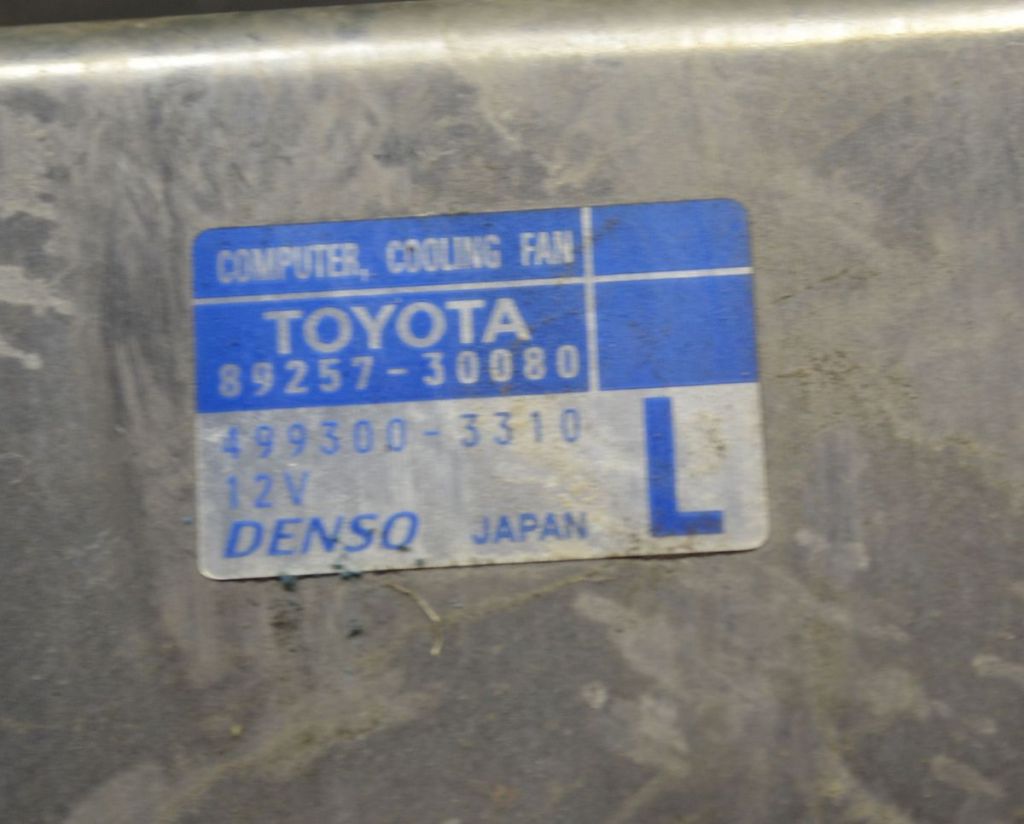 COMPUTER, COOLING FAN
TOYOTA
89257-30080
499300-3310
12V
DENSO JAPAN
L